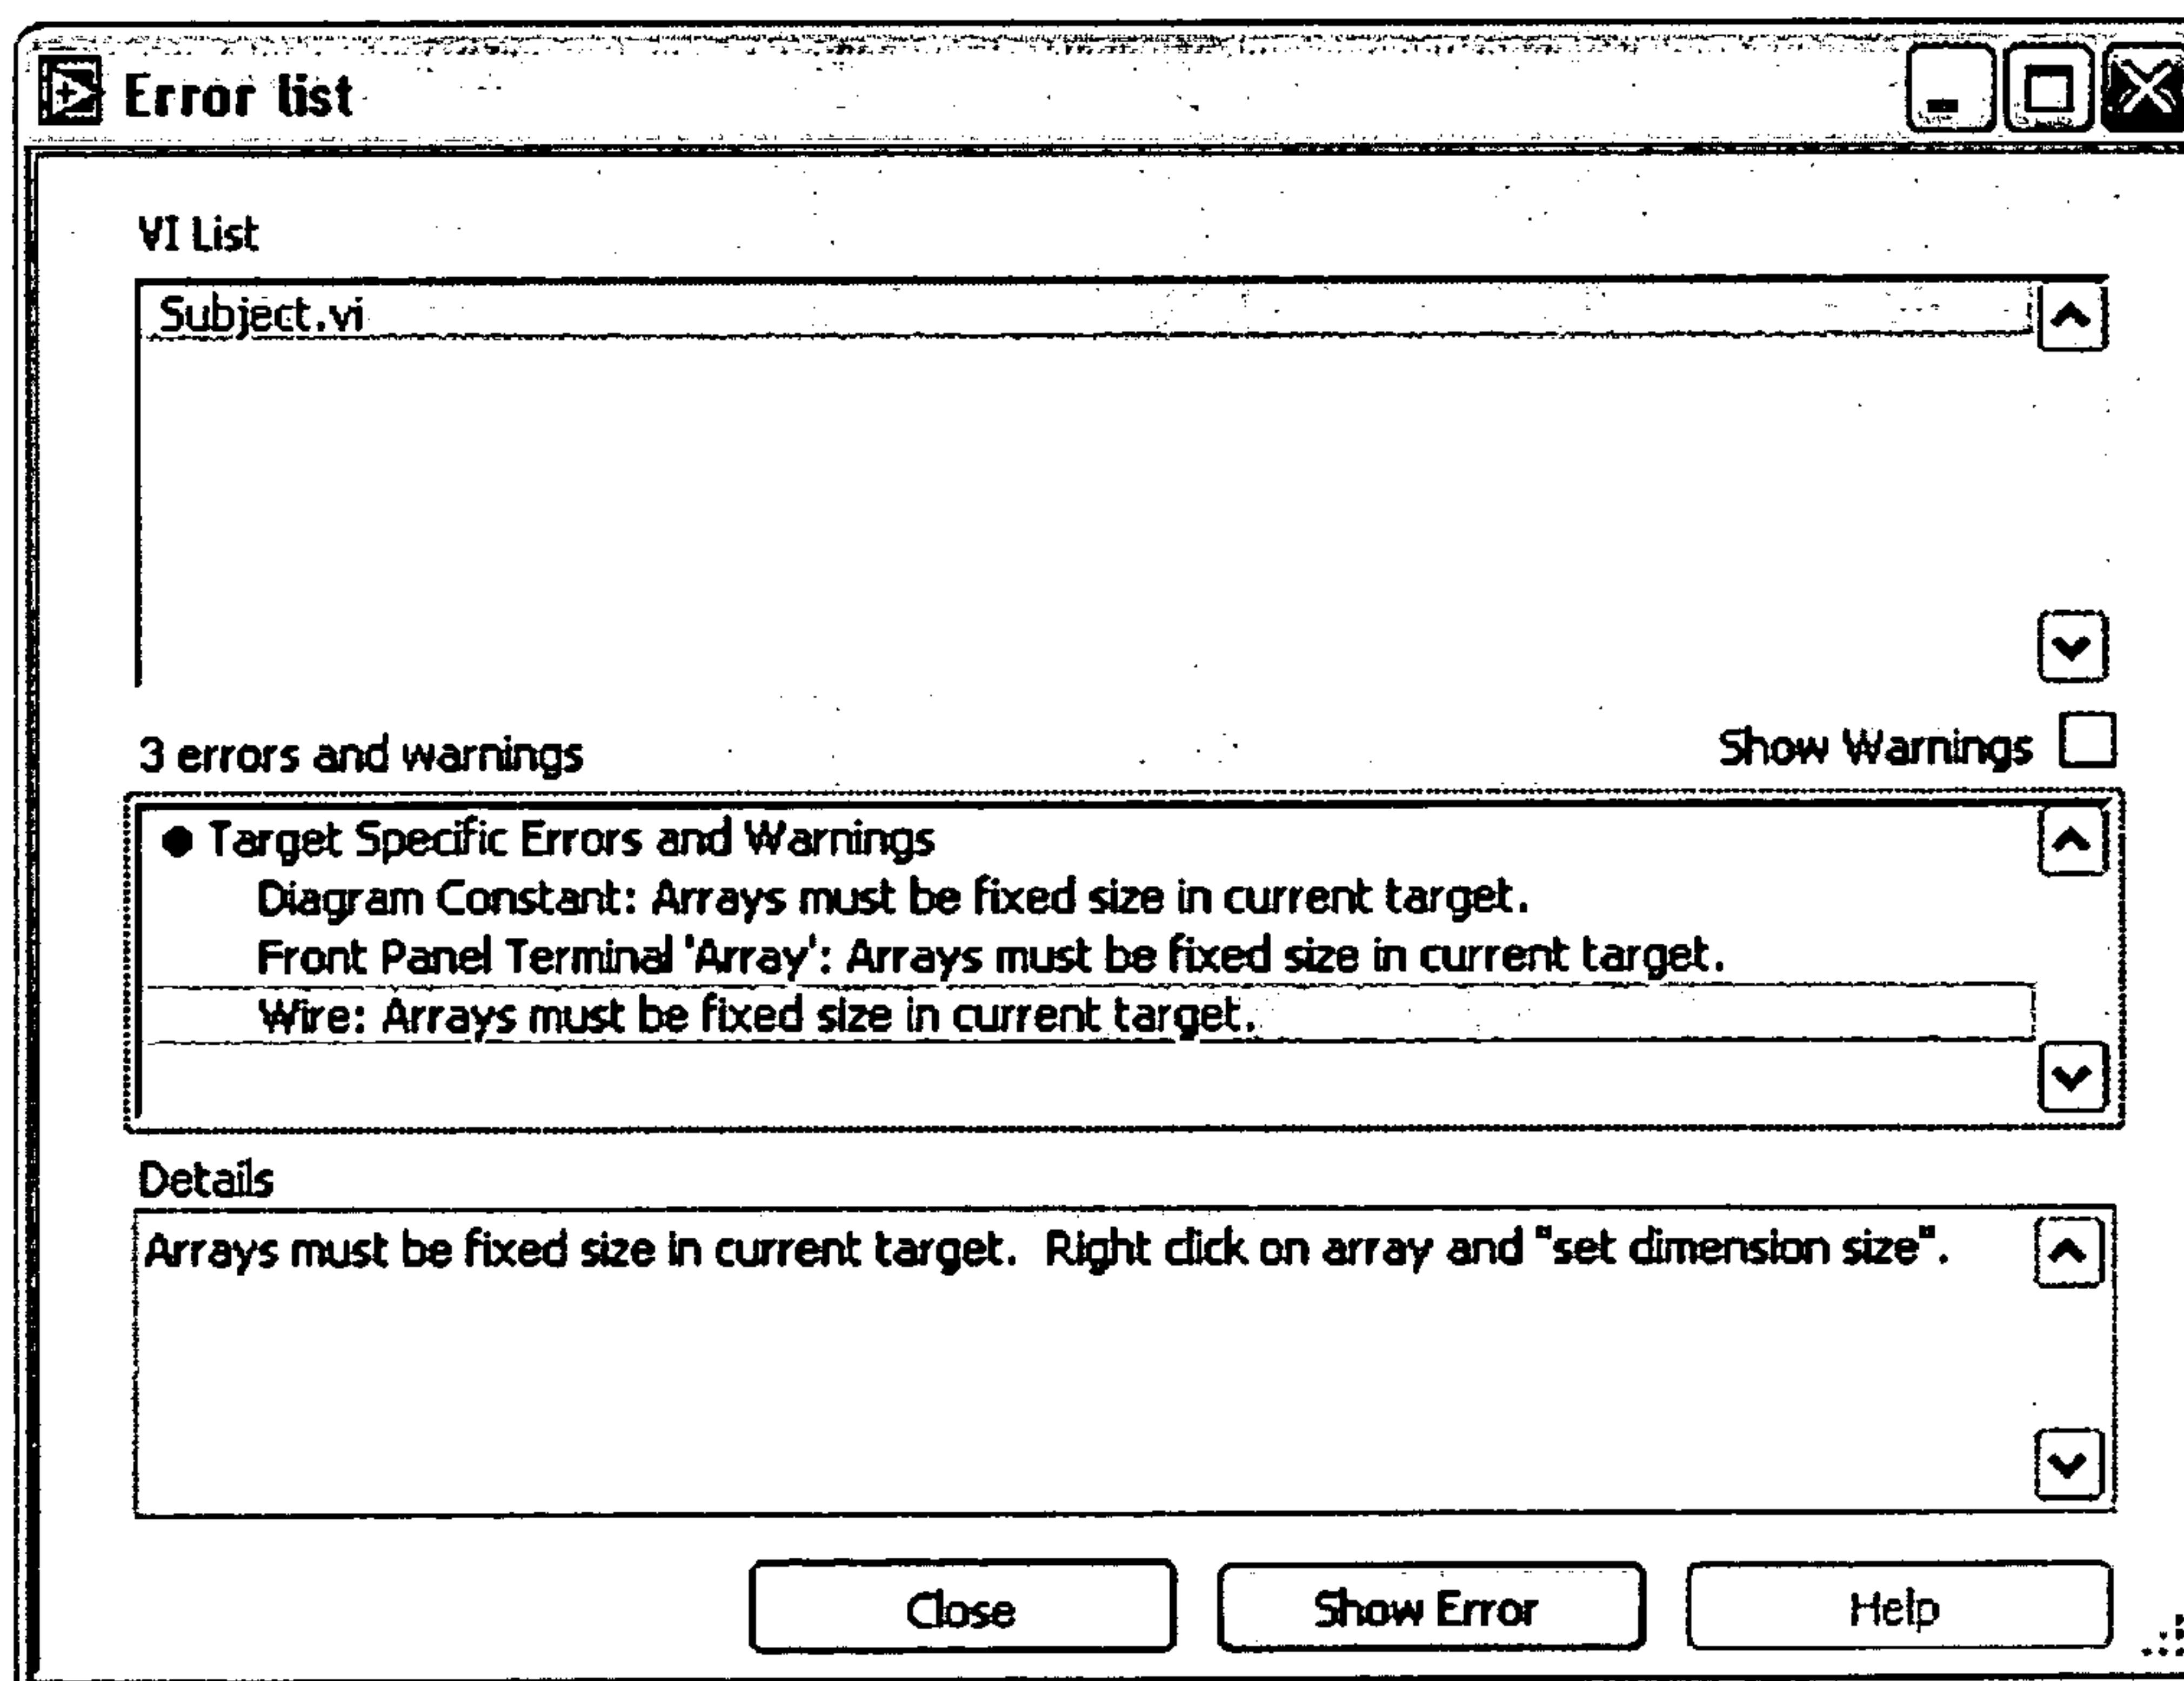 Error list
VI List
Subject.vi
3 errors and warnings
Show Warnings
Target Specific Errors and Warnings
Diagram Constant: Arrays must be fixed size in current target.
Front Panel Terminal 'Array': Arrays must be fixed size in current target.
Wire: Arrays must be fixed size in current target.
Details
Arrays must be fixed size in current target. Right click on array and "set dimension size".
Close
Show Error
Help